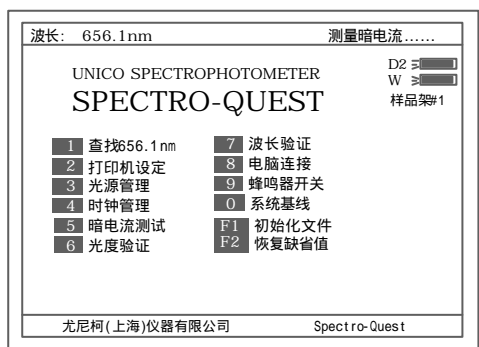 波长: 656.1nm 测量暗电流……
D2
UNICO SPECTROPHOTOMETER
W
SPECTRO-QUEST
样品架#1
1 查找656.1nm
7 波长验证
2 打印机设定
8 电脑连接
3 光源管理
9 蜂鸣器开关
4 时钟管理
0 系统基线
5 暗电流测试
F1 初始化文件
6 光度验证
F2 恢复缺省值
尤尼柯(上海)仪器有限公司 Spectro-Quest